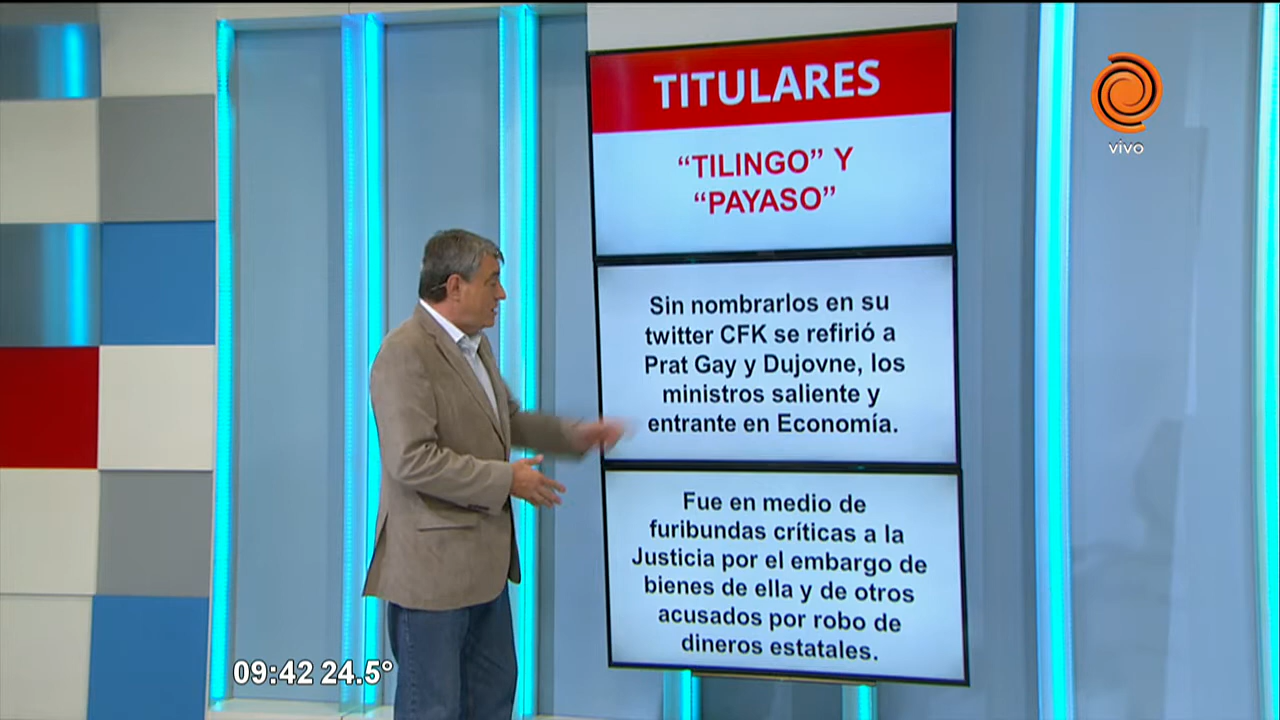 TITULARES
“TILINGO” Y
“PAYASO”
Sin nombrarlos en su
twitter CFK se refirió a
Prat Gay y Dujovne, los
ministros saliente y
entrante en Economía.
Fue en medio de
furibundas críticas a la
Justicia por el embargo de
bienes de ella y de otros
acusados por robo de
dineros estatales.
vivo
09:42 24.5°